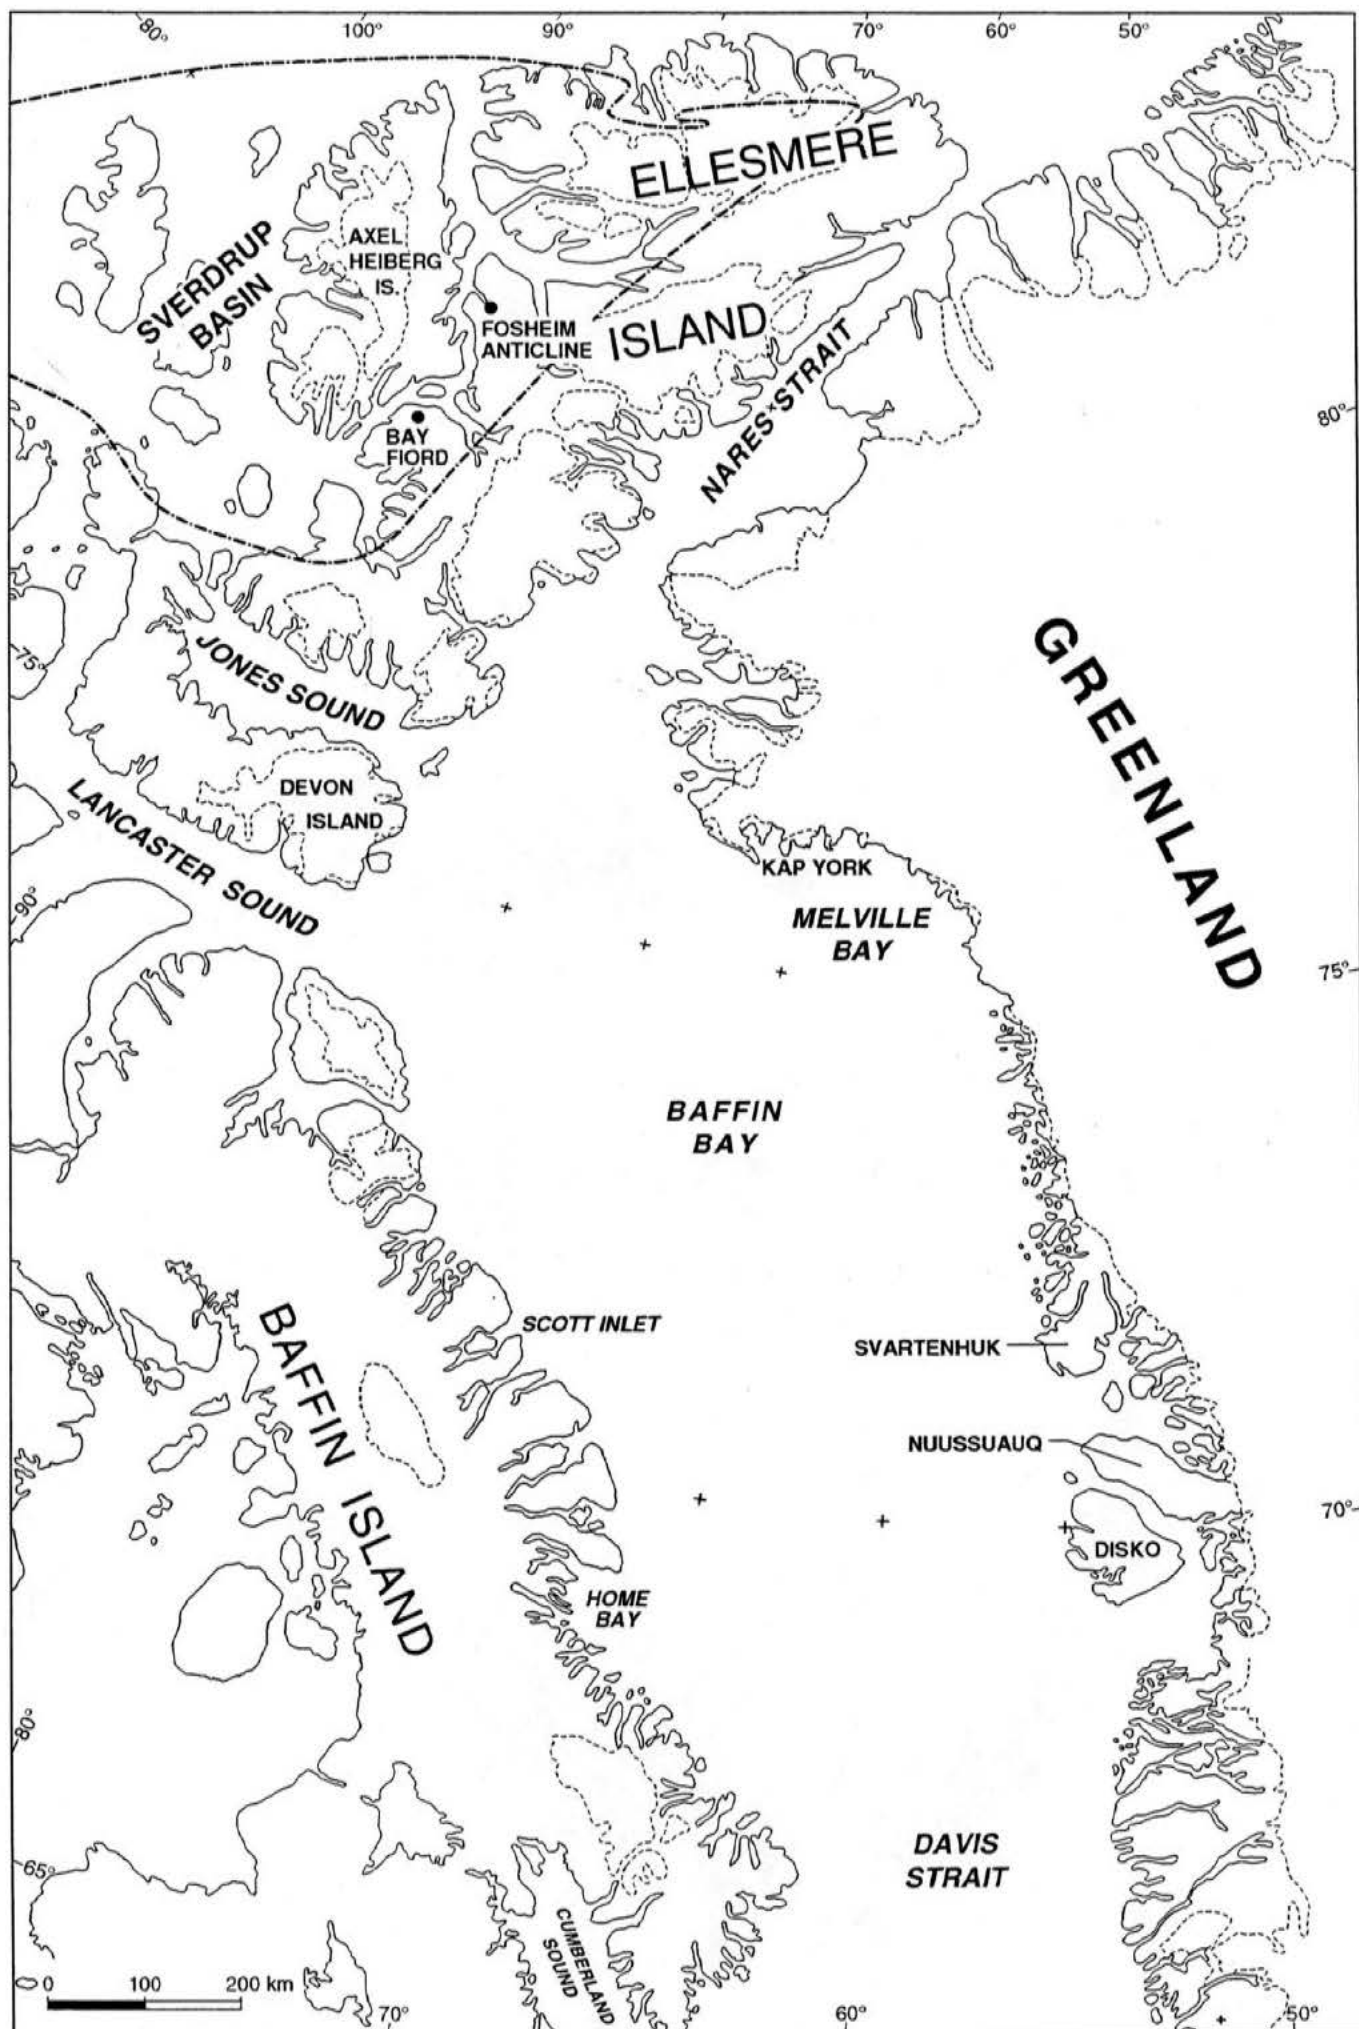 80°
100°
90°
70°
60°
50°
ELLESMERE
ISLAND
AXEL
HEIBERG
IS.
SVERDRUP
BASIN
FOSHEIM
ANTICLINE
NARES STRAIT
80°
BAY
FIORD
GREENLAND
75°
JONES SOUND
DEVON
ISLAND
LANCASTER SOUND
KAP YORK
90°
MELVILLE
BAY
75°
BAFFIN
BAY
SCOTT INLET
BAFFIN ISLAND
SVARTENHUK
NUUSSUAUQ
70°
DISKO
HOME
BAY
80°
DAVIS
STRAIT
65°
CUMBERLAND
SOUND
0 100 200 km
70°
60°
50°